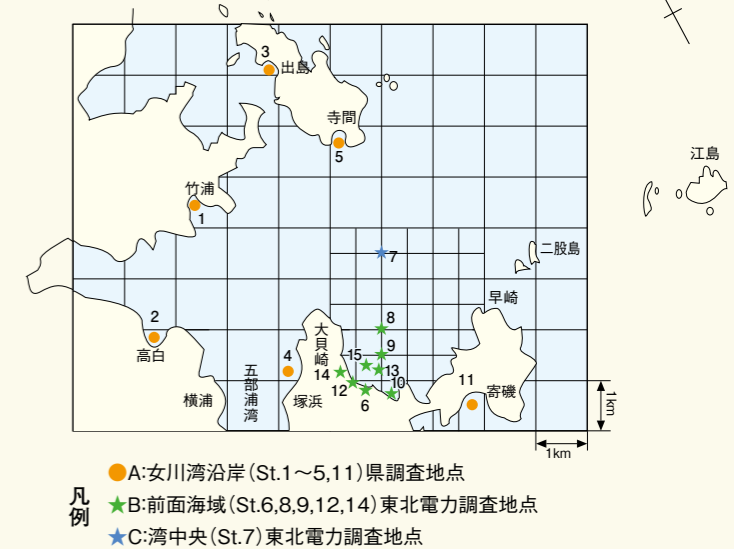 3
出島
寺間
5
江島
竹浦
1
7
二股島
早崎
2
高白
大貝崎
8
9
15
13
14
12
10
6
4
五部浦湾
横浦
塚浜
11
寄磯
1km
1km
凡例
A:女川湾沿岸(St.1～5,11)県調査地点
B:前面海域(St.6,8,9,12,14)東北電力調査地点
C:湾中央(St.7)東北電力調査地点